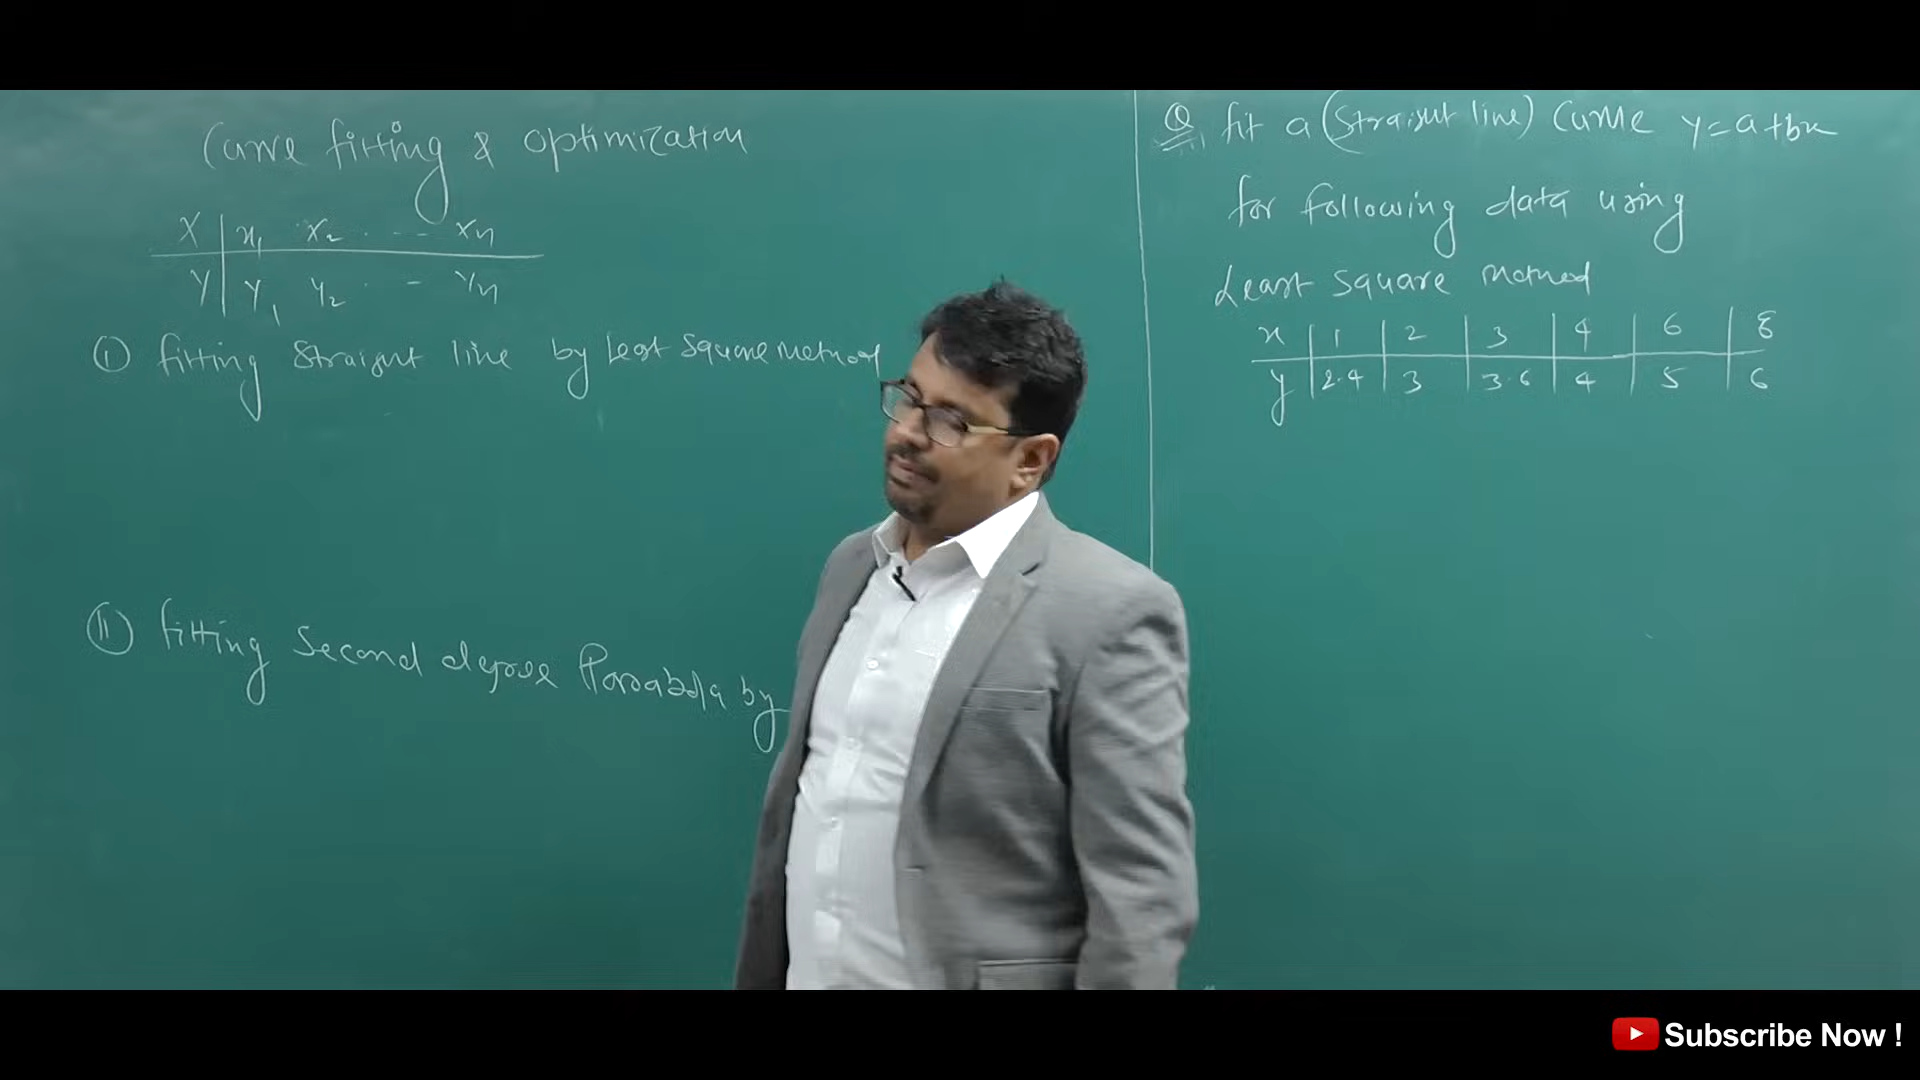 Curve fitting & optimization
X x1 x2 . -- xn
Y y1 y2 . - yn
(I) fitting Straight line by Least Square Method
(II) fitting Second degree Parabola by
Q. fit a (Straight line) Curve y=a+bx
for following data using
Least Square Method
x 1 2 3 4 6 8
y 2.4 3 3.6 4 5 6
Subscribe Now !